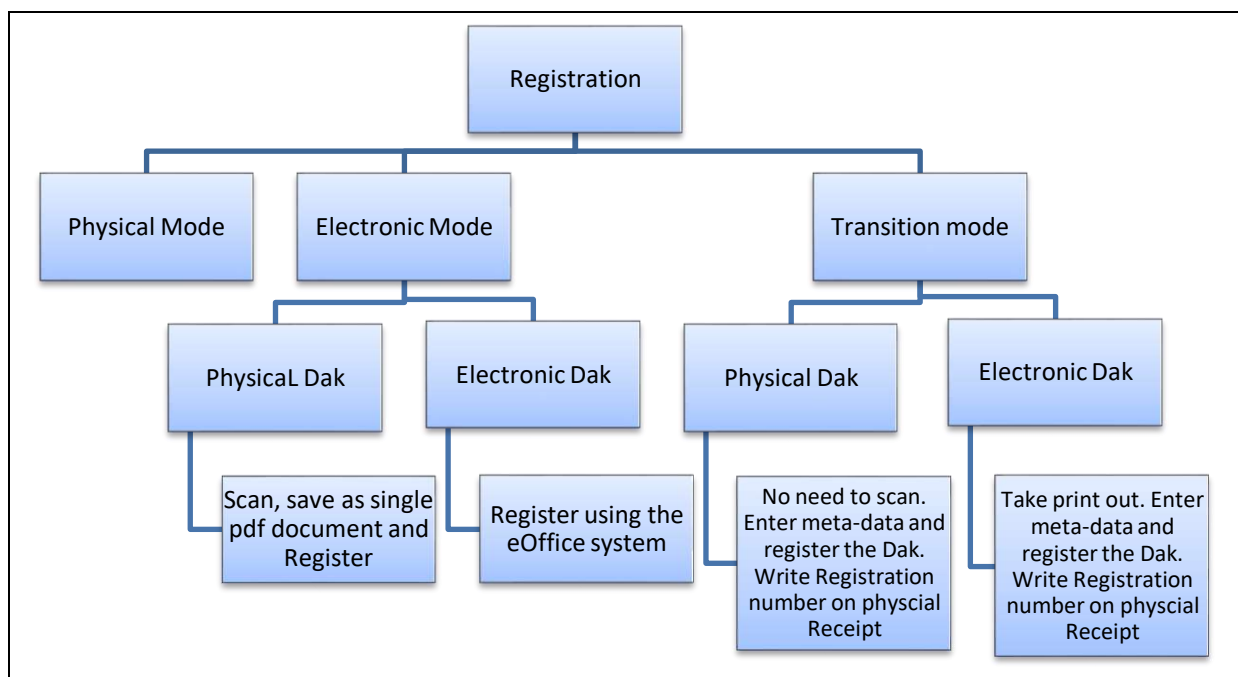 Registration
Physical Mode
Electronic Mode
Transition mode
PhysicaL Dak
Electronic Dak
Physical Dak
Electronic Dak
Scan, save as single
pdf document and
Register
Register using the
eOffice system
No need to scan.
Enter meta-data and
register the Dak.
Write Registration
number on physcial
Receipt
Take print out. Enter
meta-data and
register the Dak.
Write Registration
number on physcial
Receipt